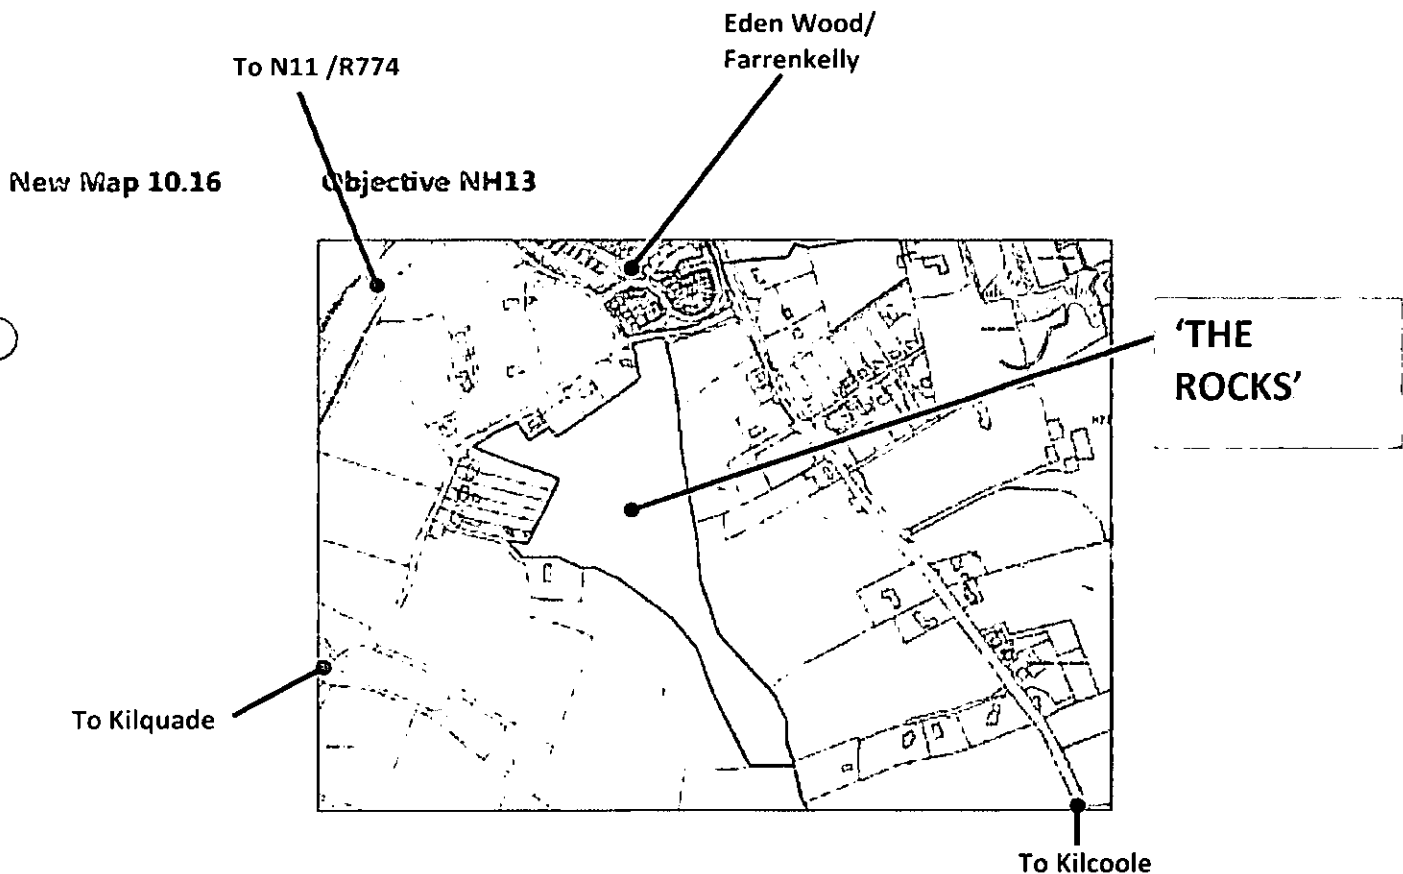 Eden Wood/
Farrenkelly
To N11 /R774
New Map 10.16 Objective NH13
'THE
ROCKS'
To Kilquade
To Kilcoole